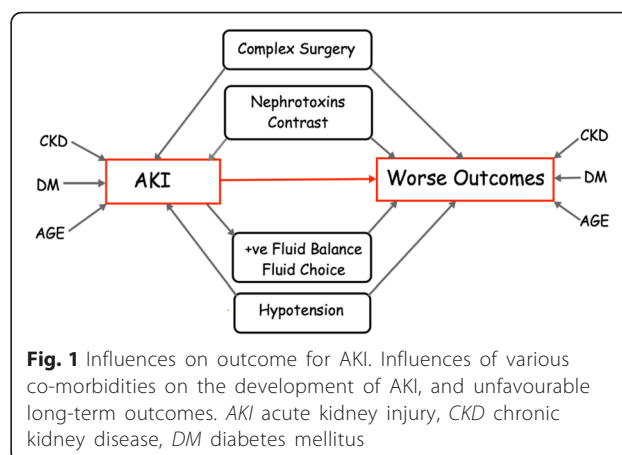 Complex Surgery
Nephrotoxins
Contrast
CKD
DM
AGE
AKI
Worse Outcomes
CKD
DM
AGE
+ve Fluid Balance
Fluid Choice
Hypotension
Fig. 1 Influences on outcome for AKI. Influences of various
co-morbidities on the development of AKI, and unfavourable
long-term outcomes. AKI acute kidney injury, CKD chronic
kidney disease, DM diabetes mellitus